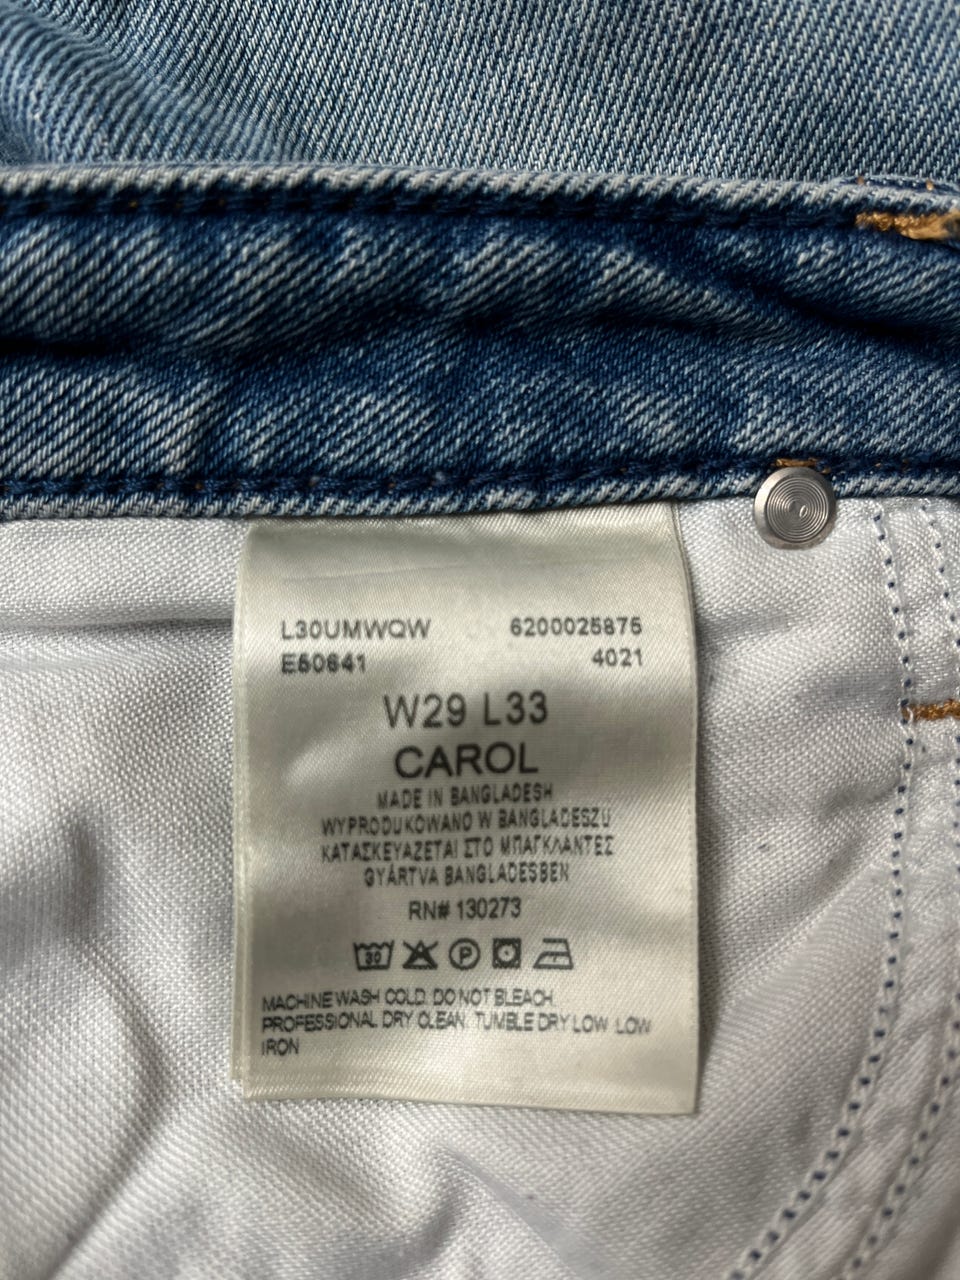 L30UMWQW 6200025875
E50641 4021
W29 L33
CAROL
MADE IN BANGLADESH
WYPRODUKOWANO W BANGLADESZU
ΚΑΤΑΣΚΕΥΑΖΕΤΑΙ ΣΤΟ ΜΠΑΓΚΛΑΝΤΕΣ
GYÁRTVA BANGLADESBEN
RN# 130273
30 P
MACHINE WASH COLD. DO NOT BLEACH.
PROFESSIONAL DRY CLEAN. TUMBLE DRY LOW. LOW
IRON